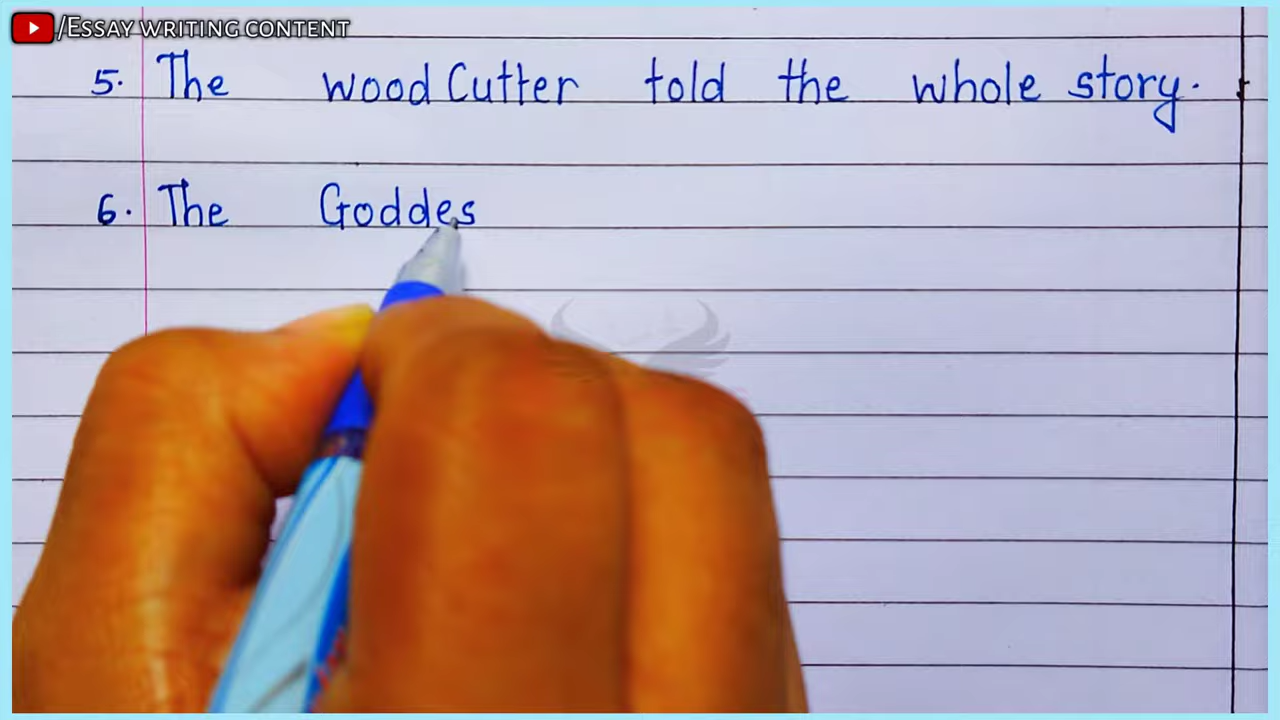 /Essay writing content
5. The wood Cutter told the whole story.
6. The Goddes